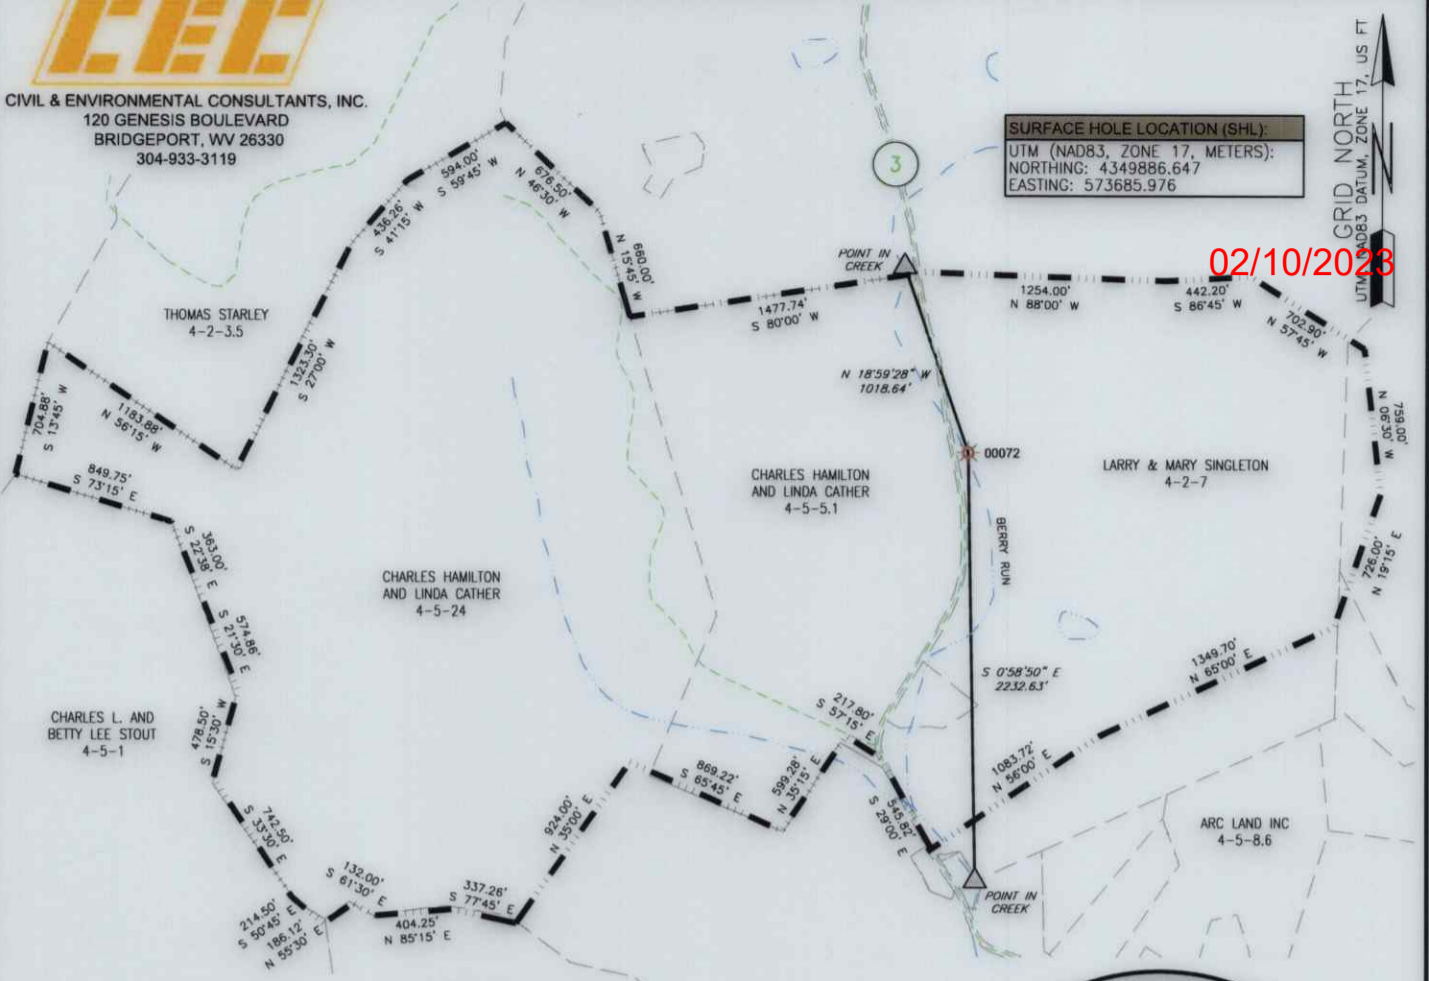 CEC
CIVIL & ENVIRONMENTAL CONSULTANTS, INC.
120 GENESIS BOULEVARD
BRIDGEPORT, WV 26330
304-933-3119
SURFACE HOLE LOCATION (SHL):
UTM (NAD83, ZONE 17, METERS):
NORTHING: 4349886.647
EASTING: 573685.976
GRID NORTH
UTM, NAD83 DATUM, ZONE 17, US FT
N
02/10/2023
3
594.00'
S 59°45' W
676.50'
N 46°30' W
436.26'
S 41°15' W
660.00'
N 15°45' W
POINT IN
CREEK
1477.74'
S 80°00' W
1254.00'
N 88°00' W
442.20'
S 86°45' W
702.90'
N 57°45' W
THOMAS STARLEY
4-2-3.5
1323.30'
S 27°00' W
N 18°59'28" W
1018.64'
704.88'
S 13°45' W
1183.88'
N 56°15' W
759.00'
N 06°30' W
849.75'
S 73°15' E
00072
CHARLES HAMILTON
AND LINDA CATHER
4-5-5.1
LARRY & MARY SINGLETON
4-2-7
363.00'
S 22°38' E
BERRY RUN
726.00'
N 19°15' E
CHARLES HAMILTON
AND LINDA CATHER
4-5-24
574.86'
S 21°30' E
S 0°58'50" E
2232.63'
1349.70'
N 65°00' E
CHARLES L. AND
BETTY LEE STOUT
4-5-1
478.50'
S 15°30' W
217.80'
S 57°15' E
869.22'
S 65°45' E
599.28'
N 35°15' E
1083.72'
N 56°00' E
742.50'
S 33°30' E
924.00'
N 35°00' E
545.82'
S 29°00' E
ARC LAND INC
4-5-8.6
132.00'
S 61°30' E
337.26'
S 77°45' E
POINT IN
CREEK
214.50'
S 50°45' E
186.12'
N 55°30' E
404.25'
N 85°15' E